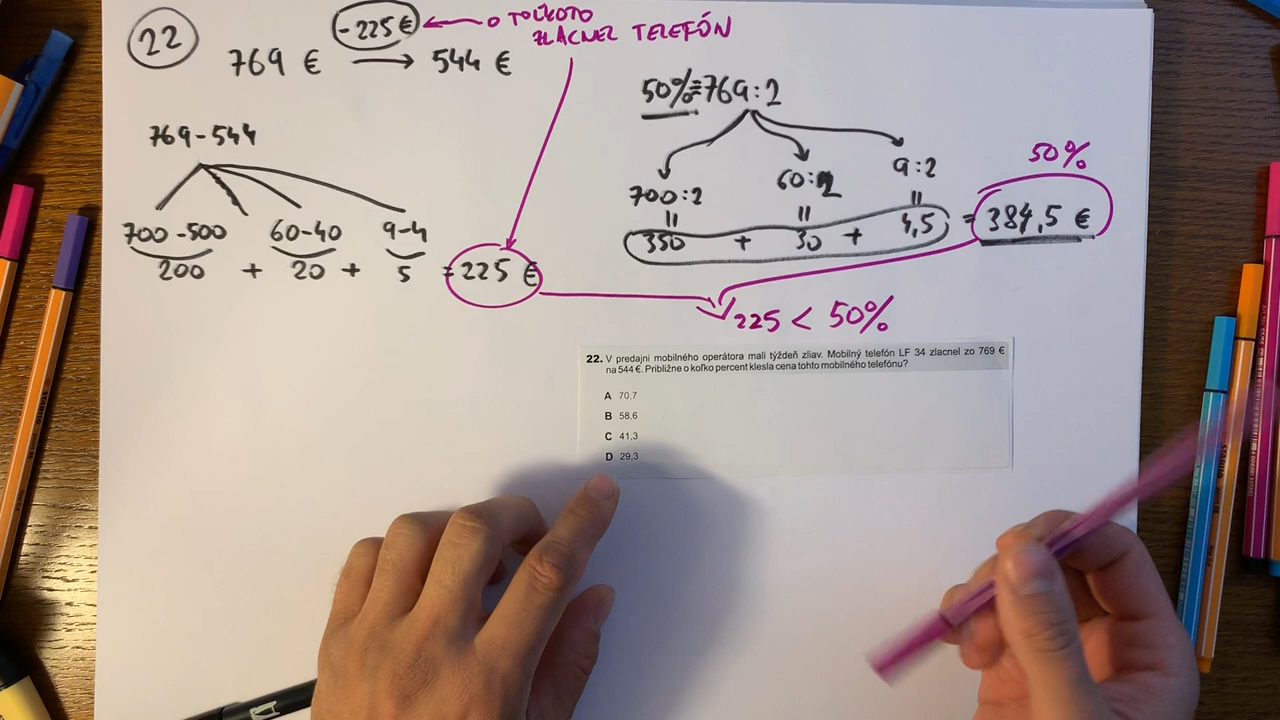 22
- 225 €
O TOĽKOTO
ZLACNEL TELEFÓN
769 € → 544 €
769 - 544
700 - 500 60 - 40 9 - 4
200 + 20 + 5 = 225 €
50% = 769 : 2
700 : 2 60 : 2 9 : 2
350 + 30 + 4,5 = 384,5 €
50%
225 < 50%
22. V predajni mobilného operátora mali týždeň zliav. Mobilný telefón LF 34 zlacnel zo 769 €
na 544 €. Približne o koľko percent klesla cena tohto mobilného telefónu?
A 70,7
B 58,6
C 41,3
D 29,3